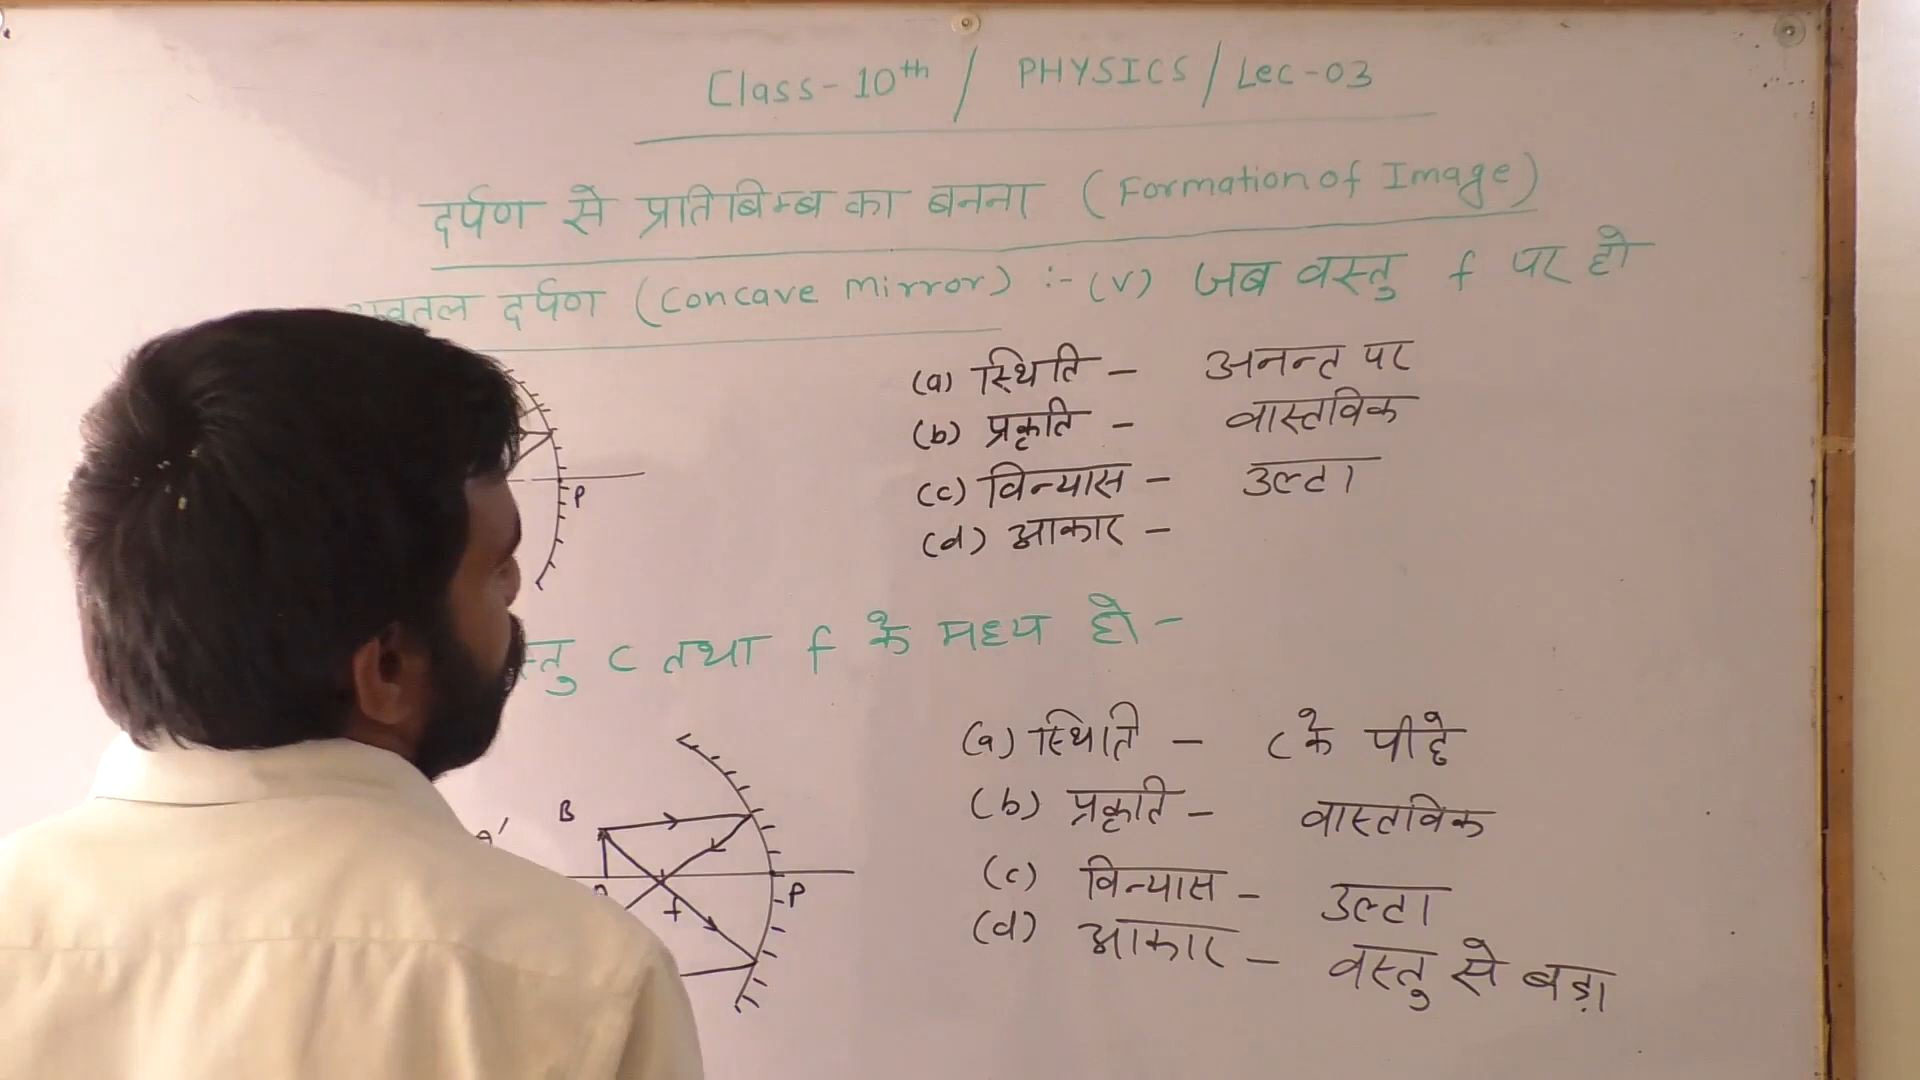 Class-10th / PHYSICS / Lec-03
दर्पण से प्रतिबिम्ब का बनना (Formation of Image)
दर्पण (Concave Mirror) :- (v) जब वस्तु f पर हो
(a) स्थिति - अनन्त पर
(b) प्रकृति - वास्तविक
(c) विन्यास - उल्टा
(d) आकार -
P
C तथा f के मध्य हो -
(a) स्थिति - C के पीछे
(b) प्रकृति - वास्तविक
(c) विन्यास - उल्टा
(d) आकार - वस्तु से बड़ा
B
A'
f
P